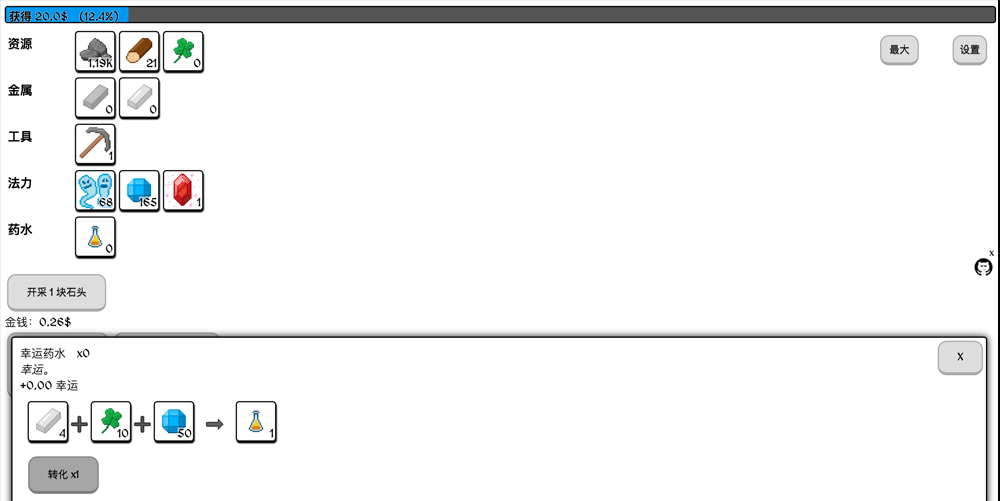 获得 20.0$ (12.4%)
资源 1.19K 21 0
最大 设置
金属 0 0
工具 1
法力 68 165 1
药水 0
x
开采 1 块石头
金钱：0.26$
幸运药水 x0
X
幸运。
+0.00 幸运
4 10 50 1
转化 x1